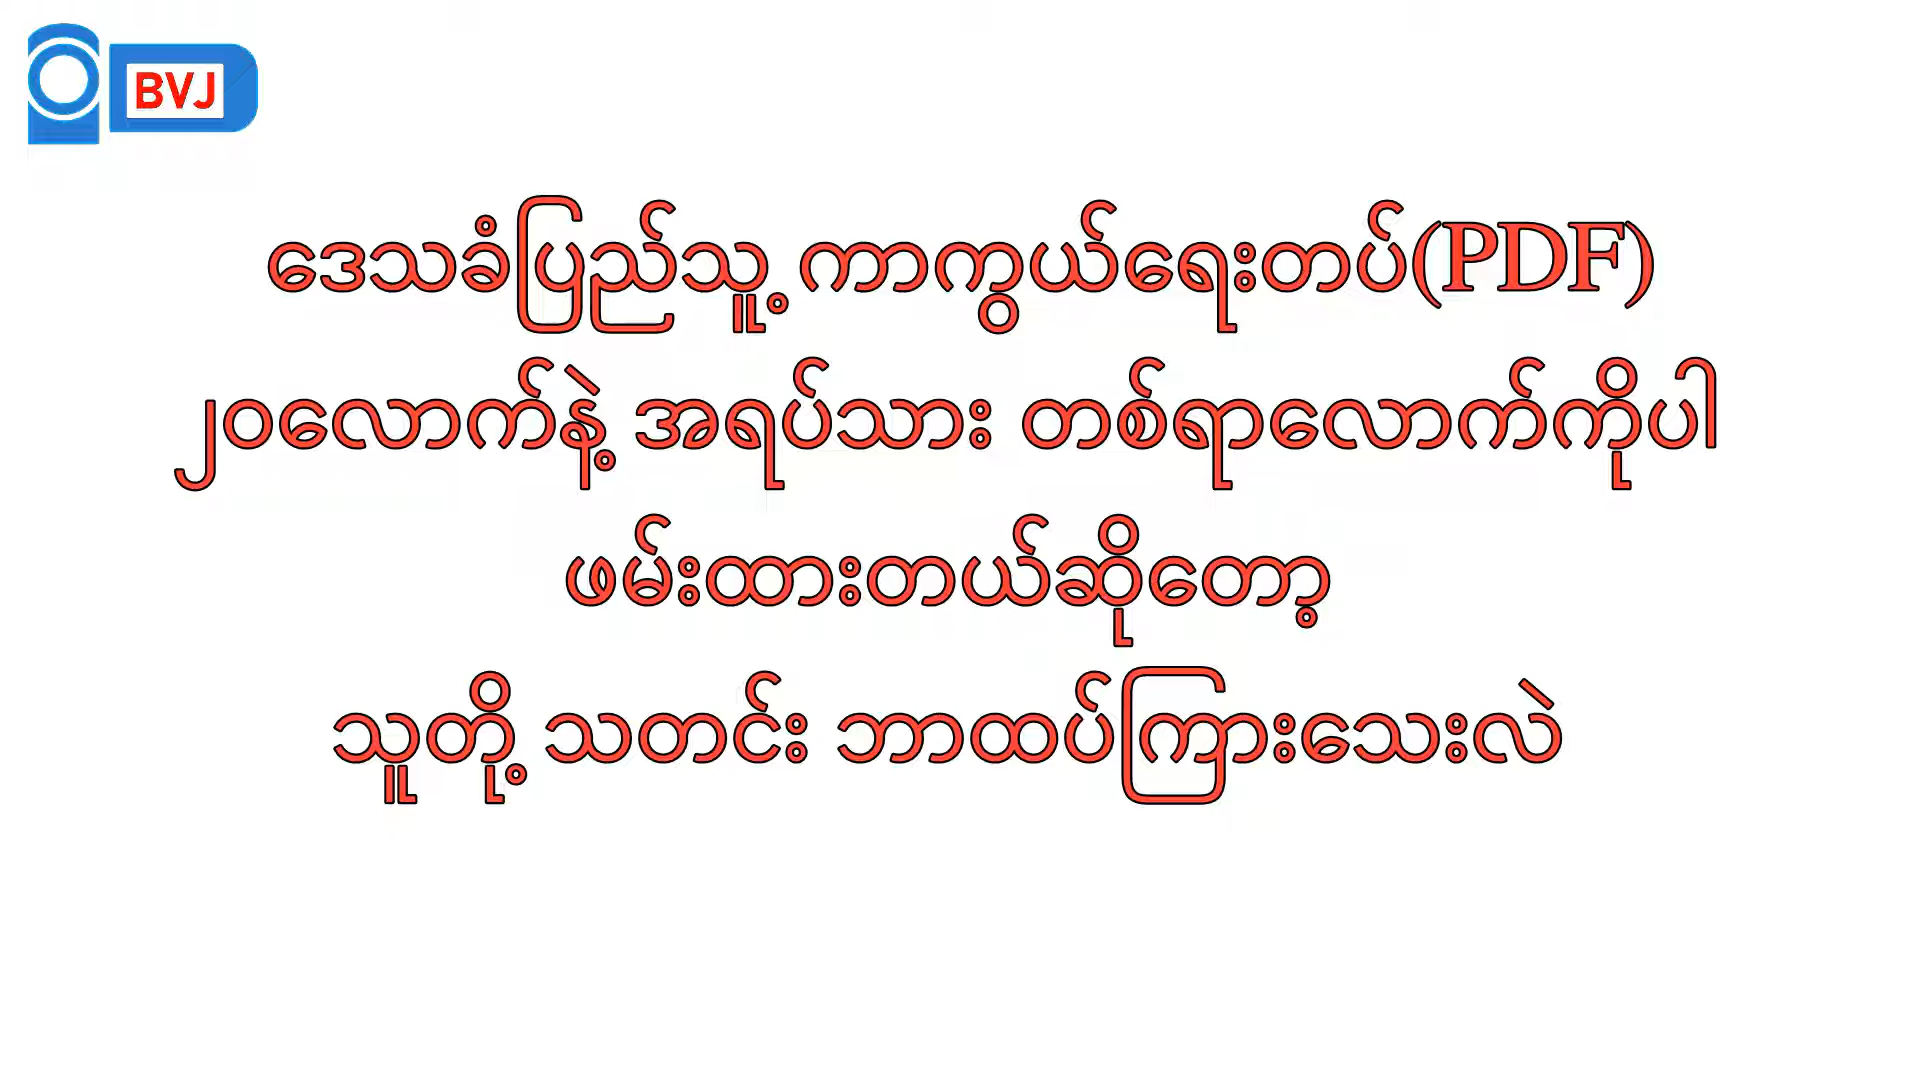 BVJ
ဒေသခံပြည်သူ့ ကာကွယ်ရေးတပ်(PDF)
၂၀လောက်နဲ့ အရပ်သား တစ်ရာလောက်ကိုပါ
ဖမ်းထားတယ်ဆိုတော့
သူတို့ သတင်း ဘာထပ်ကြားသေးလဲ